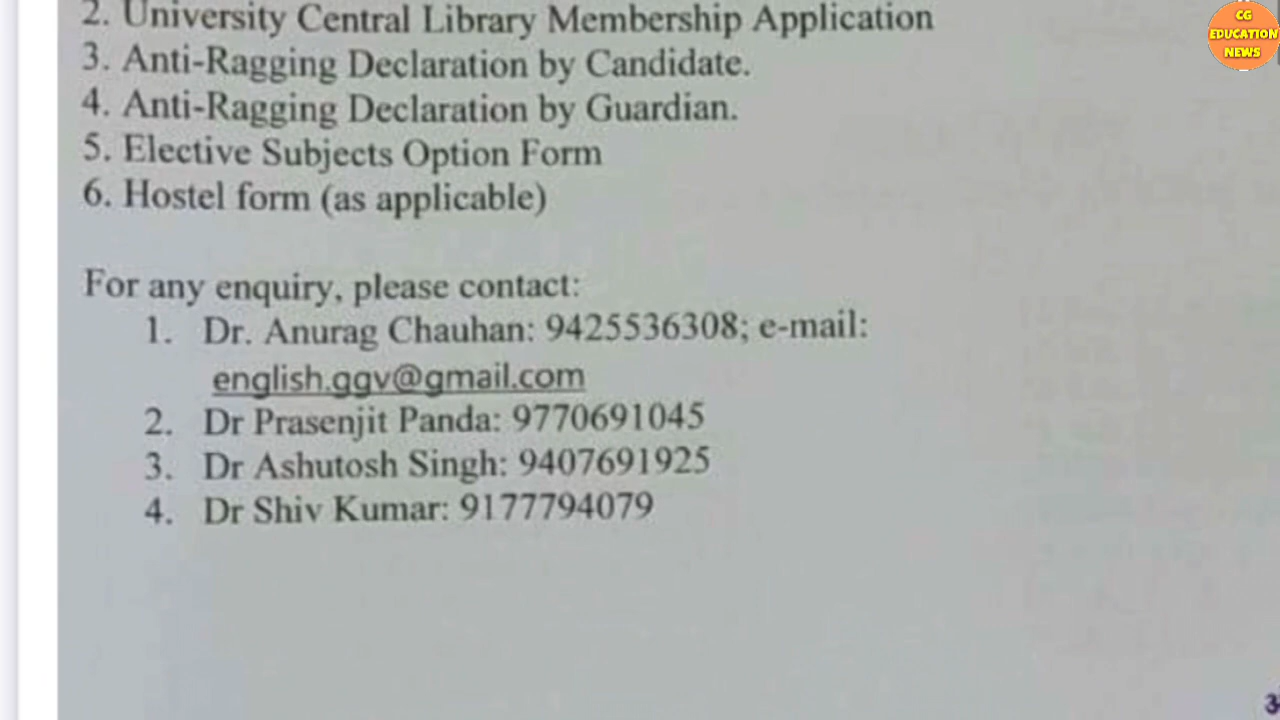 2. University Central Library Membership Application
3. Anti-Ragging Declaration by Candidate.
4. Anti-Ragging Declaration by Guardian.
5. Elective Subjects Option Form
6. Hostel form (as applicable)
For any enquiry, please contact:
1. Dr. Anurag Chauhan: 9425536308; e-mail:
english.ggv@gmail.com
2. Dr Prasenjit Panda: 9770691045
3. Dr Ashutosh Singh: 9407691925
4. Dr Shiv Kumar: 9177794079
CG
EDUCATION
NEWS
3